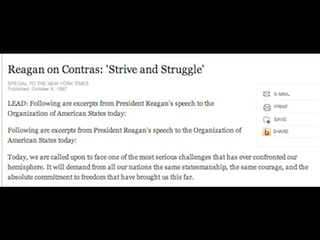 Reagan on Contras: 'Strive and Struggle'
SPECIAL TO THE NEW YORK TIMES
Published: October 8, 1987
E-MAIL
PRINT
SAVE
SHARE
LEAD: Following are excerpts from President Reagan's speech to the
Organization of American States today:
Following are excerpts from President Reagan's speech to the Organization of
American States today:
Today, we are called upon to face one of the most serious challenges that has ever confronted our
hemisphere. It will demand from all our nations the same statesmanship, the same courage, and the
absolute commitment to freedom that have brought us this far.